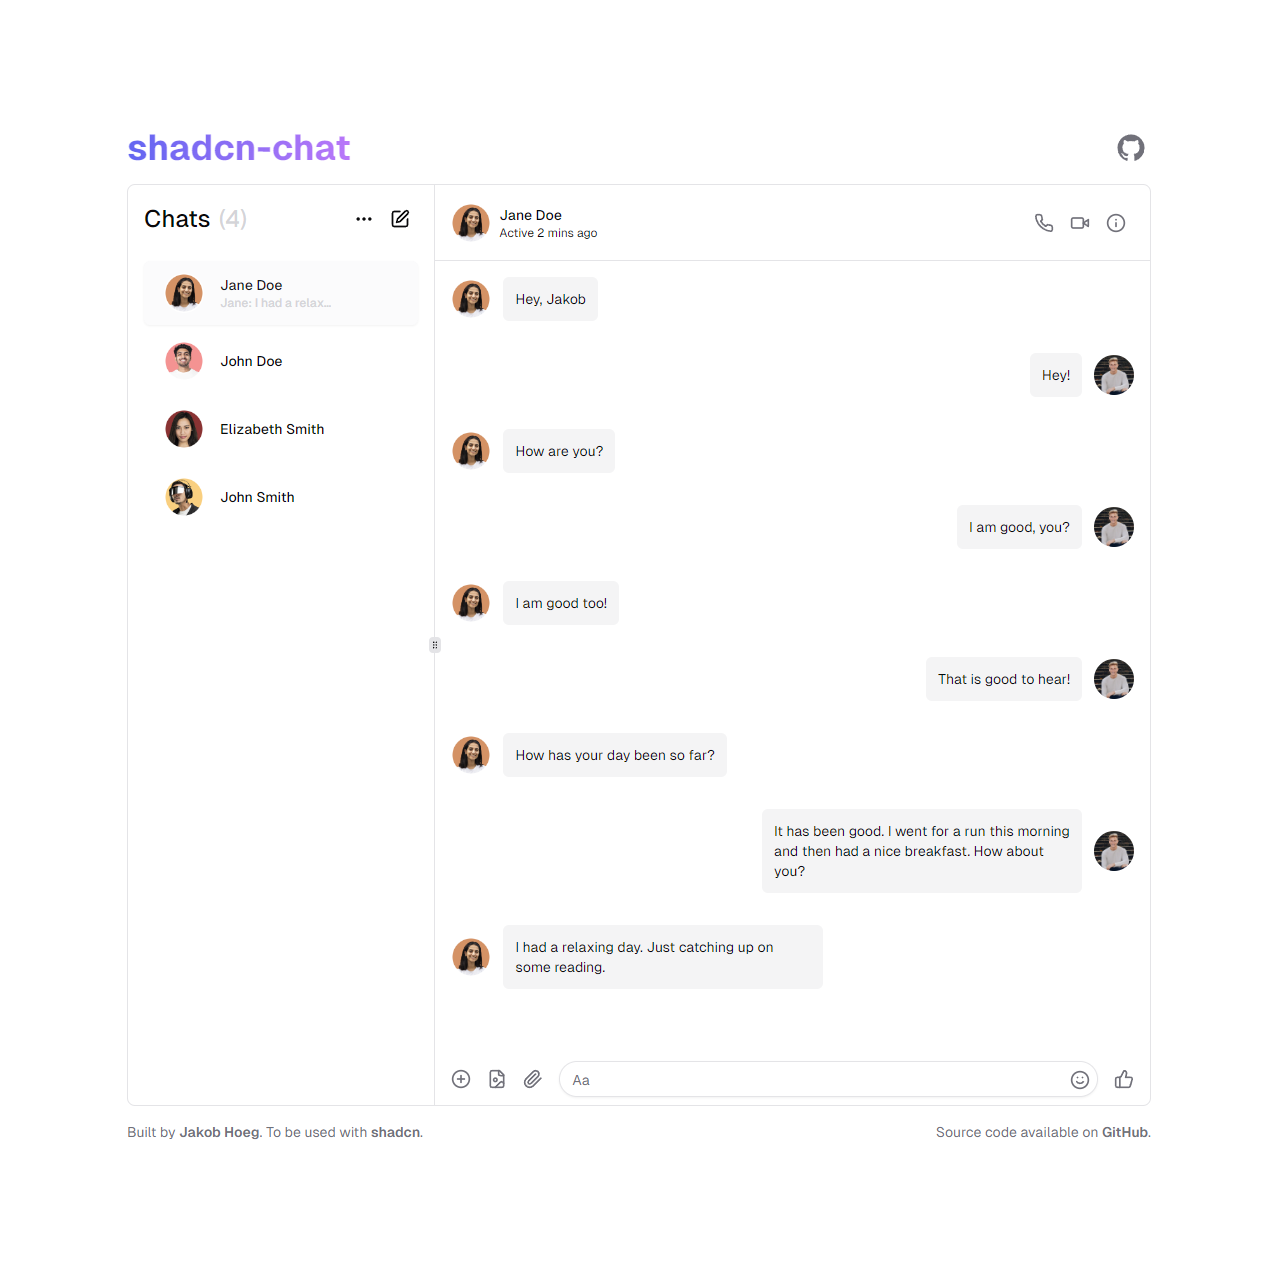 shadcn-chat
Chats (4)
Jane Doe
Jane: I had a relax...
John Doe
Elizabeth Smith
John Smith
Jane Doe
Active 2 mins ago
Hey, Jakob
Hey!
How are you?
I am good, you?
I am good too!
That is good to hear!
How has your day been so far?
It has been good. I went for a run this morning
and then had a nice breakfast. How about
you?
I had a relaxing day. Just catching up on
some reading.
Aa
Built by Jakob Hoeg. To be used with shadcn.
Source code available on GitHub.